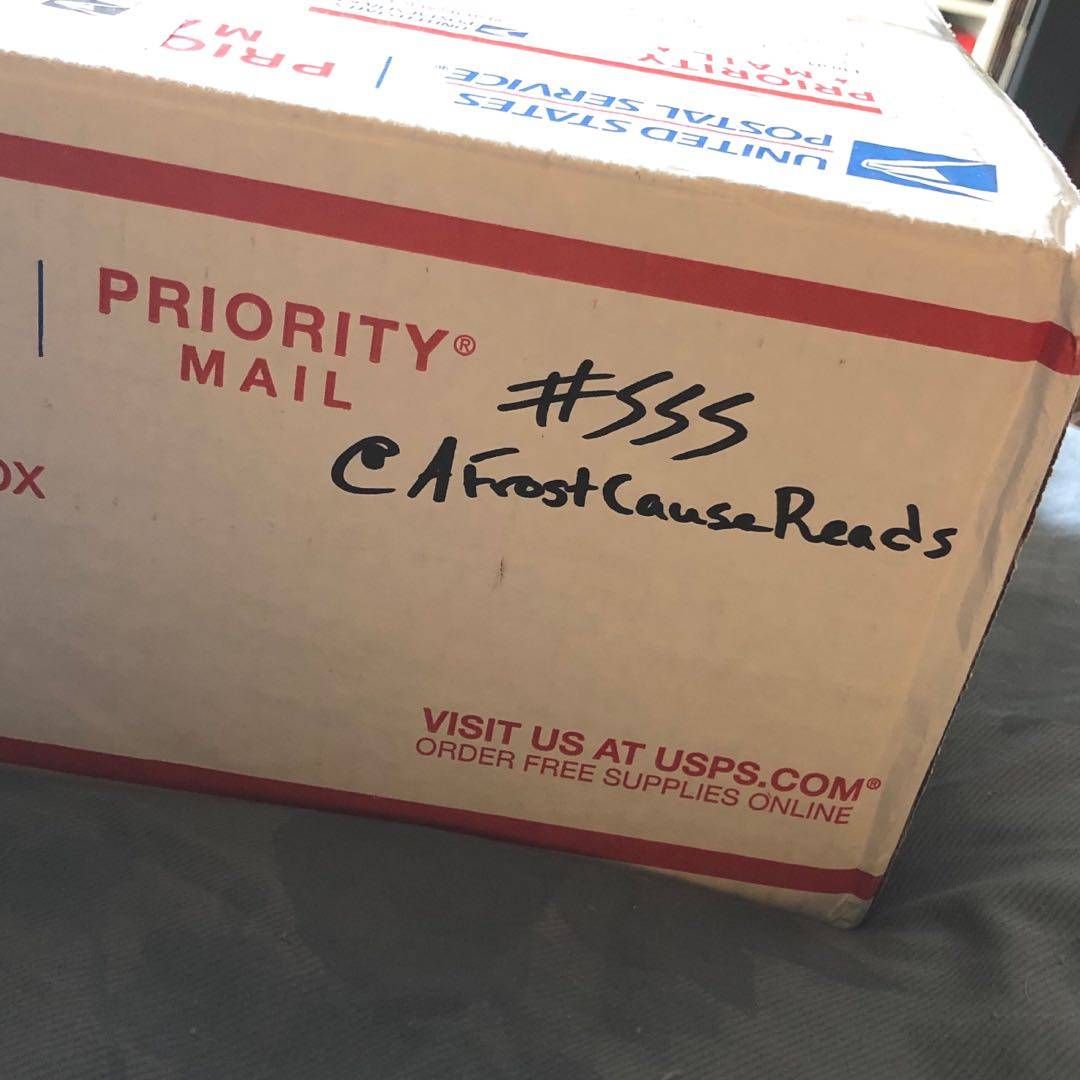 UNITED STATES
POSTAL SERVICE®
PRIORITY
★ MAIL ★
PRIORITY®
MAIL
OX
#SSS
@AFrostCauseReads
VISIT US AT USPS.COM®
ORDER FREE SUPPLIES ONLINE